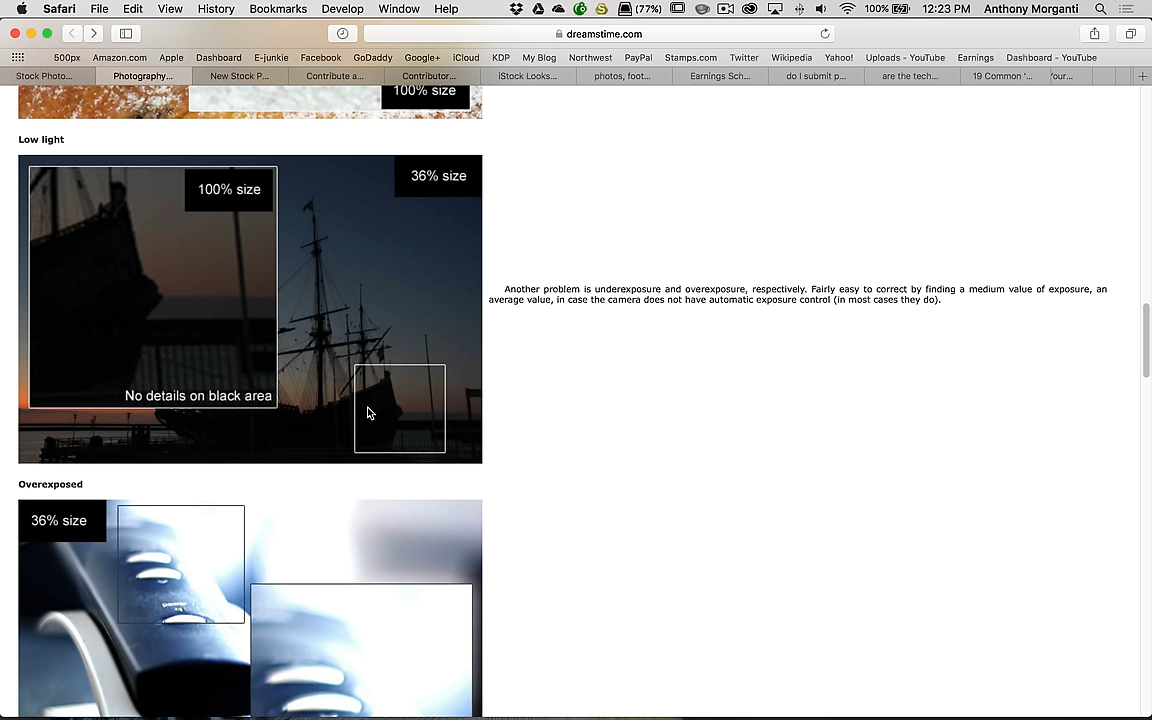 Safari File Edit View History Bookmarks Develop Window Help (77%) 100% 12:23 PM Anthony Morganti
dreamstime.com
500px Amazon.com Apple Dashboard E-junkie Facebook GoDaddy Google+ iCloud KDP My Blog Northwest PayPal Stamps.com Twitter Wikipedia Yahoo! Uploads - YouTube Earnings Dashboard - YouTube
Stock Photo... Photography... New Stock P... Contribute a... Contributor... iStock Looks... photos, foot... Earnings Sch... do I submit p... are the tech... 19 Common '...
100% size
Low light
100% size
36% size
No details on black area
Another problem is underexposure and overexposure, respectively. Fairly easy to correct by finding a medium value of exposure, an
average value, in case the camera does not have automatic exposure control (in most cases they do).
Overexposed
36% size